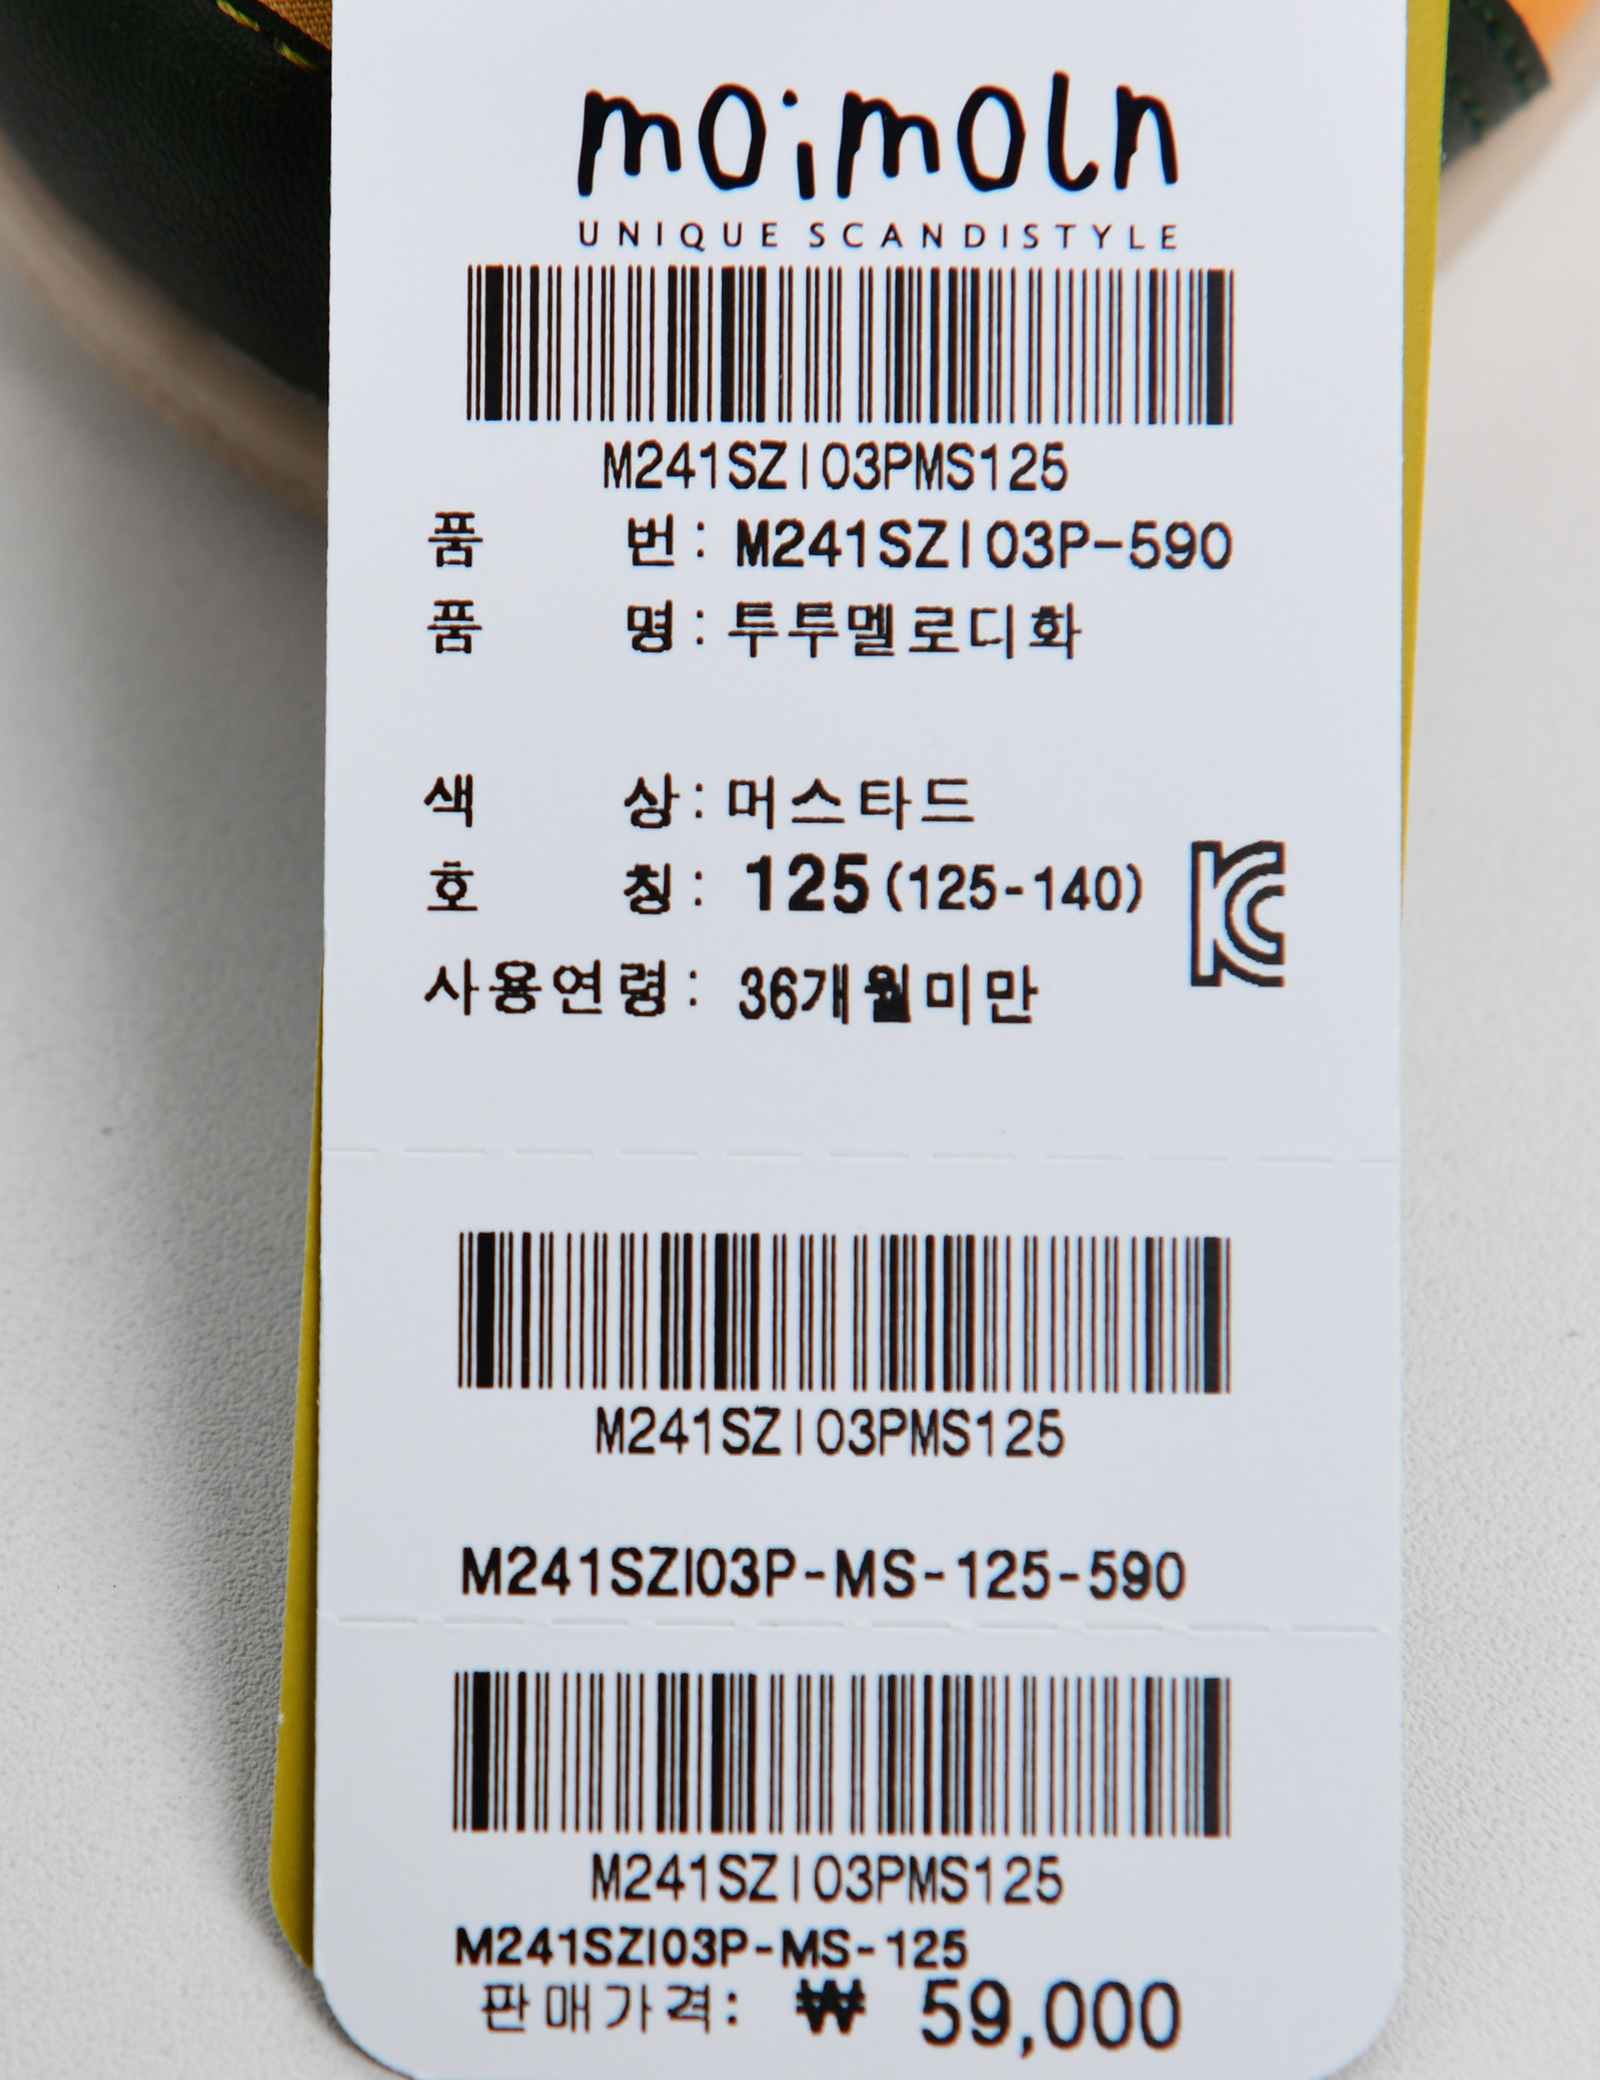 moimoln
UNIQUE SCANDISTYLE
M241SZI03PMS125
품 번: M241SZI03P-590
품 명: 투투멜로디화
색 상: 머스타드
호 칭: 125(125-140)
KC
사용연령: 36개월미만
M241SZI03PMS125
M241SZI03P-MS-125-590
M241SZI03PMS125
M241SZI03P-MS-125
판매가격: ₩ 59,000